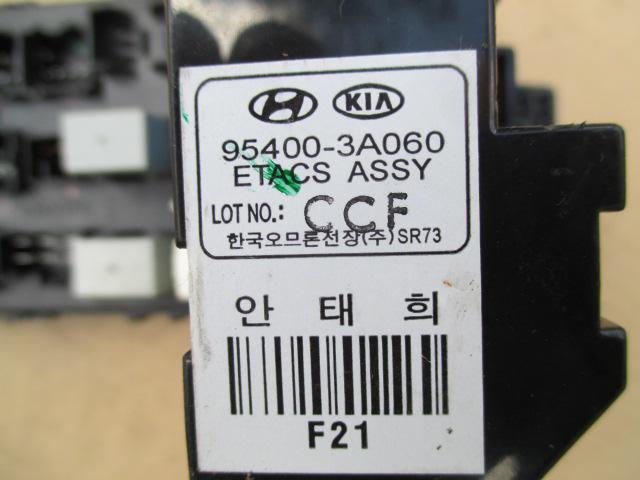 KIA
95400-3A060
ETACS ASSY
LOT NO.: CCF
한국오므론전장(주) SR73
안 태 희
F21